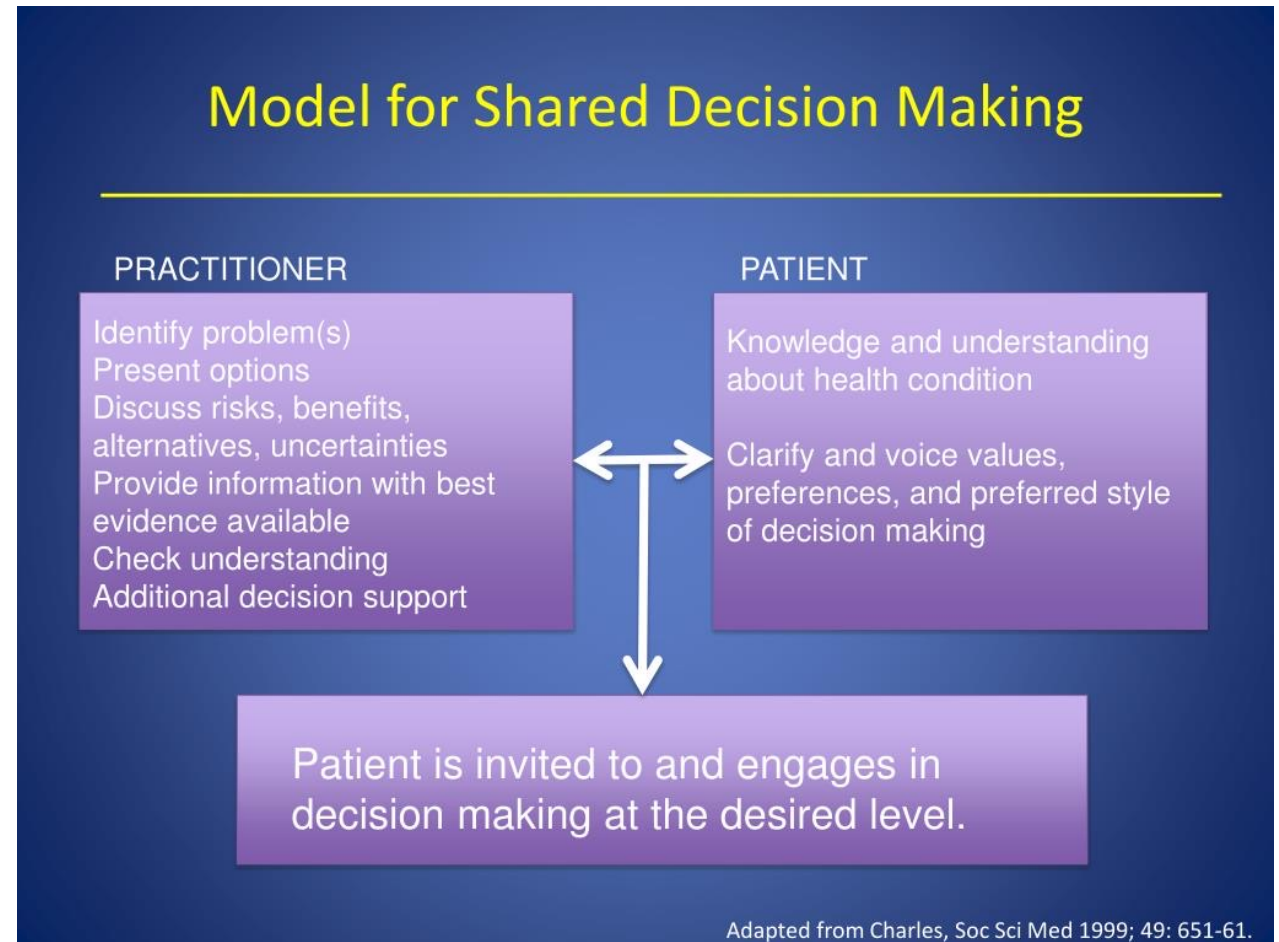 Model for Shared Decision Making
PRACTITIONER
Identify problem(s)
Present options
Discuss risks, benefits,
alternatives, uncertainties
Provide information with best
evidence available
Check understanding
Additional decision support
PATIENT
Knowledge and understanding
about health condition
Clarify and voice values,
preferences, and preferred style
of decision making
Patient is invited to and engages in
decision making at the desired level.
Adapted from Charles, Soc Sci Med 1999; 49: 651-61.